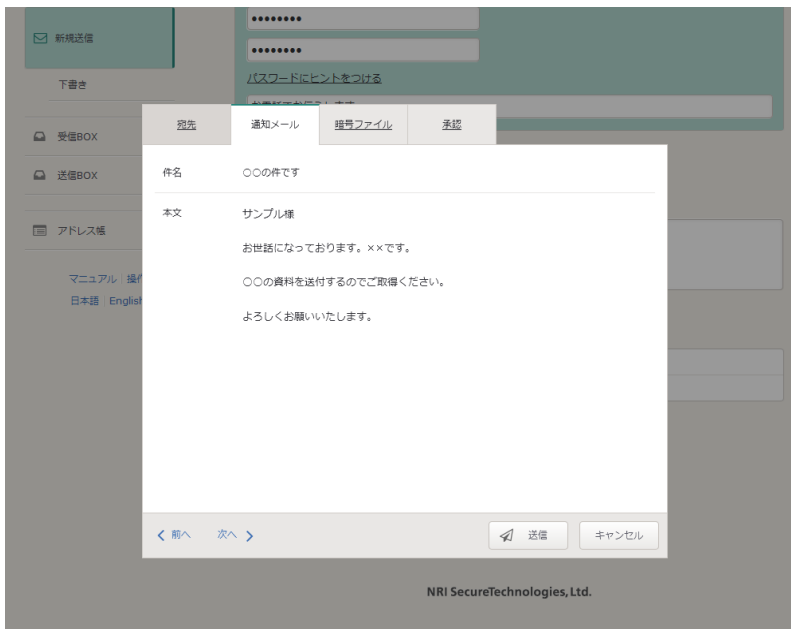 新規送信
下書き
受信BOX
送信BOX
アドレス帳
マニュアル
日本語 English
••••••••
••••••••
パスワードにヒントをつける
宛先 通知メール 暗号ファイル 承認
件名 ○○の件です
本文 サンプル様
お世話になっております。××です。
○○の資料を送付するのでご取得ください。
よろしくお願いいたします。
前へ 次へ 送信 キャンセル
NRI SecureTechnologies, Ltd.